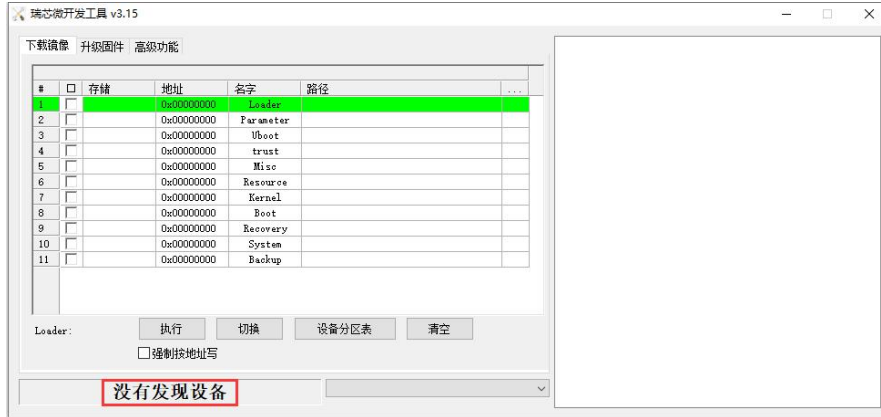 瑞芯微开发工具 v3.15
下载镜像 升级固件 高级功能
# 存储 地址 名字 路径 ...
1 0x00000000 Loader
2 0x00000000 Parameter
3 0x00000000 Uboot
4 0x00000000 trust
5 0x00000000 Misc
6 0x00000000 Resource
7 0x00000000 Kernel
8 0x00000000 Boot
9 0x00000000 Recovery
10 0x00000000 System
11 0x00000000 Backup
Loader: 执行 切换 设备分区表 清空
强制按地址写
没有发现设备